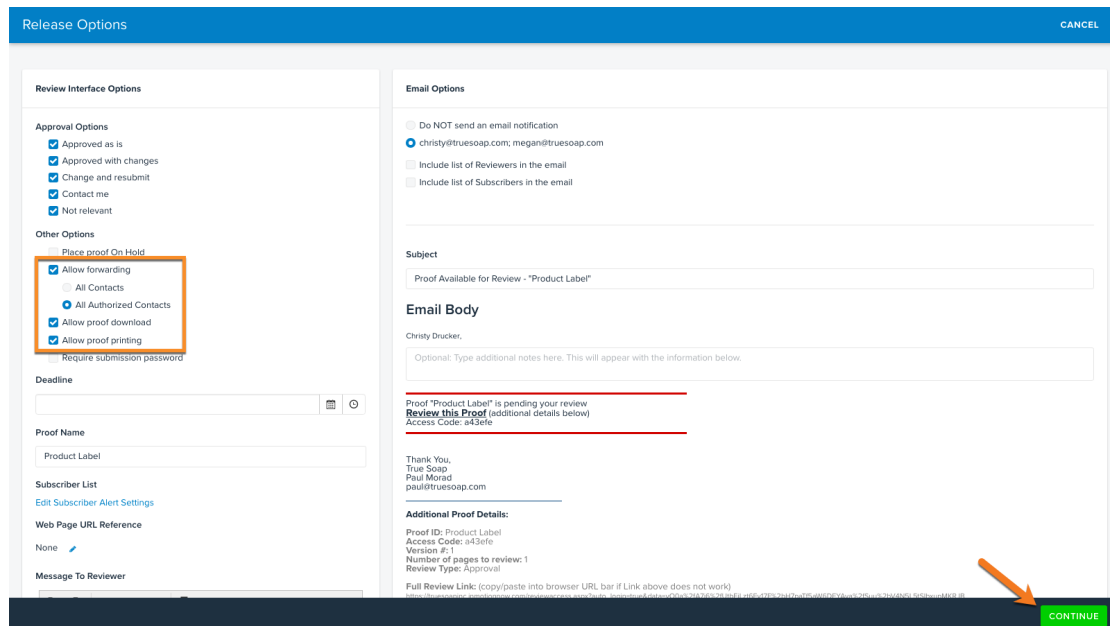 Release Options
CANCEL
Review Interface Options
Approval Options
Approved as is
Approved with changes
Change and resubmit
Contact me
Not relevant
Other Options
Place proof On Hold
Allow forwarding
All Contacts
All Authorized Contacts
Allow proof download
Allow proof printing
Require submission password
Deadline
Proof Name
Product Label
Subscriber List
Edit Subscriber Alert Settings
Web Page URL Reference
None
Message To Reviewer
Email Options
Do NOT send an email notification
christy@truesoap.com; megan@truesoap.com
Include list of Reviewers in the email
Include list of Subscribers in the email
Subject
Proof Available for Review - "Product Label"
Email Body
Christy Drucker,
Optional: Type additional notes here. This will appear with the information below.
Proof "Product Label" is pending your review
Review this Proof (additional details below)
Access Code: a43efe
Thank You,
True Soap
Paul Morad
paul@truesoap.com
Additional Proof Details:
Proof ID: Product Label
Access Code: a43efe
Version #: 1
Number of pages to review: 1
Review Type: Approval
Full Review Link: (copy/paste into browser URL bar if Link above does not work)
CONTINUE